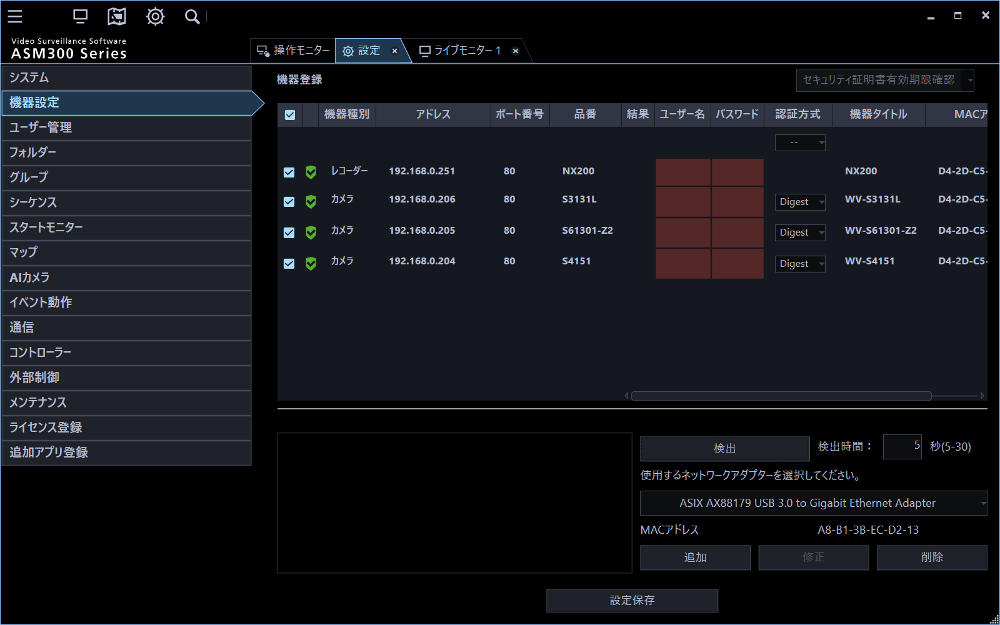 Video Surveillance Software
ASM300 Series
操作モニター
設定
ライブモニター 1
システム
機器設定
ユーザー管理
フォルダー
グループ
シーケンス
スタートモニター
マップ
AIカメラ
イベント動作
通信
コントローラー
外部制御
メンテナンス
ライセンス登録
追加アプリ登録
機器登録
セキュリティ証明書有効期限確認
機器種別 アドレス ポート番号 品番 結果 ユーザー名 パスワード 認証方式 機器タイトル MACア
--
レコーダー 192.168.0.251 80 NX200 NX200 D4-2D-C5-
カメラ 192.168.0.206 80 S3131L Digest WV-S3131L D4-2D-C5-
カメラ 192.168.0.205 80 S61301-Z2 Digest WV-S61301-Z2 D4-2D-C5-
カメラ 192.168.0.204 80 S4151 Digest WV-S4151 D4-2D-C5-
検出 検出時間： 5 秒(5-30)
使用するネットワークアダプターを選択してください。
ASIX AX88179 USB 3.0 to Gigabit Ethernet Adapter
MACアドレス A8-B1-3B-EC-D2-13
追加 修正 削除
設定保存